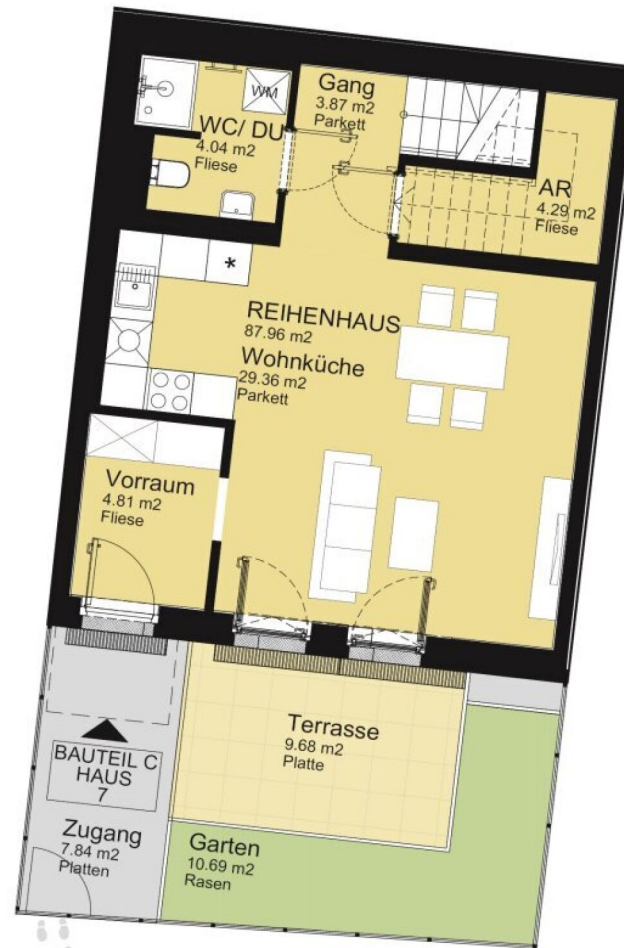 Gang
3.87 m2
Parkett
WM
WC/ DU
4.04 m2
Fliese
AR
4.29 m2
Fliese
*
REIHENHAUS
87.96 m2
Wohnküche
29.36 m2
Parkett
Vorraum
4.81 m2
Fliese
Terrasse
9.68 m2
Platte
BAUTEIL C
HAUS
7
Zugang
7.84 m2
Platten
Garten
10.69 m2
Rasen